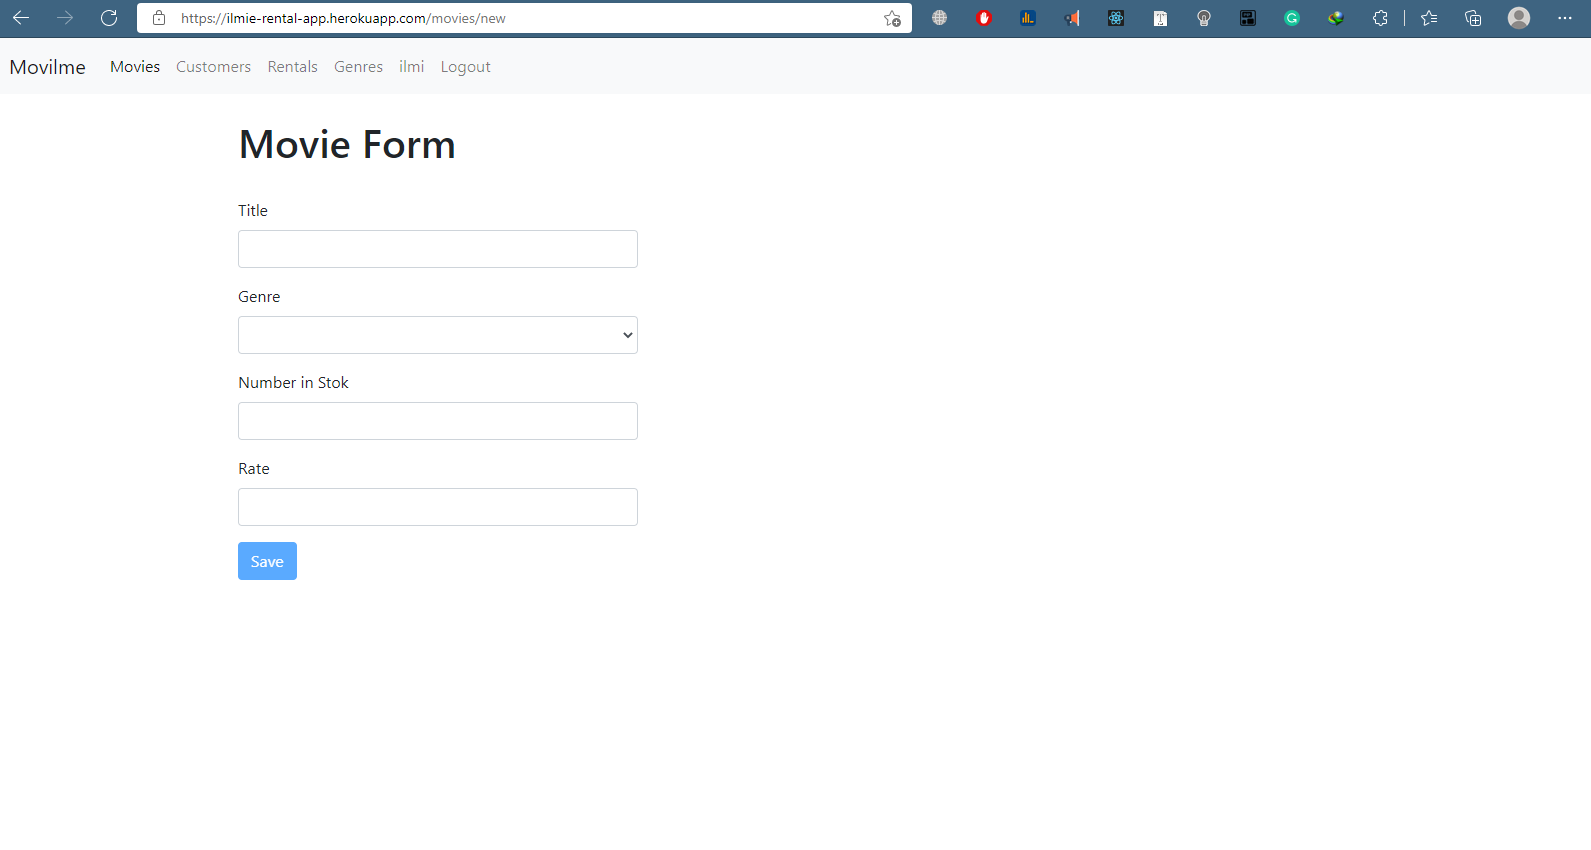 https://ilmie-rental-app.herokuapp.com/movies/new
Movilme Movies Customers Rentals Genres ilmi Logout
Movie Form
Title
Genre
Number in Stok
Rate
Save